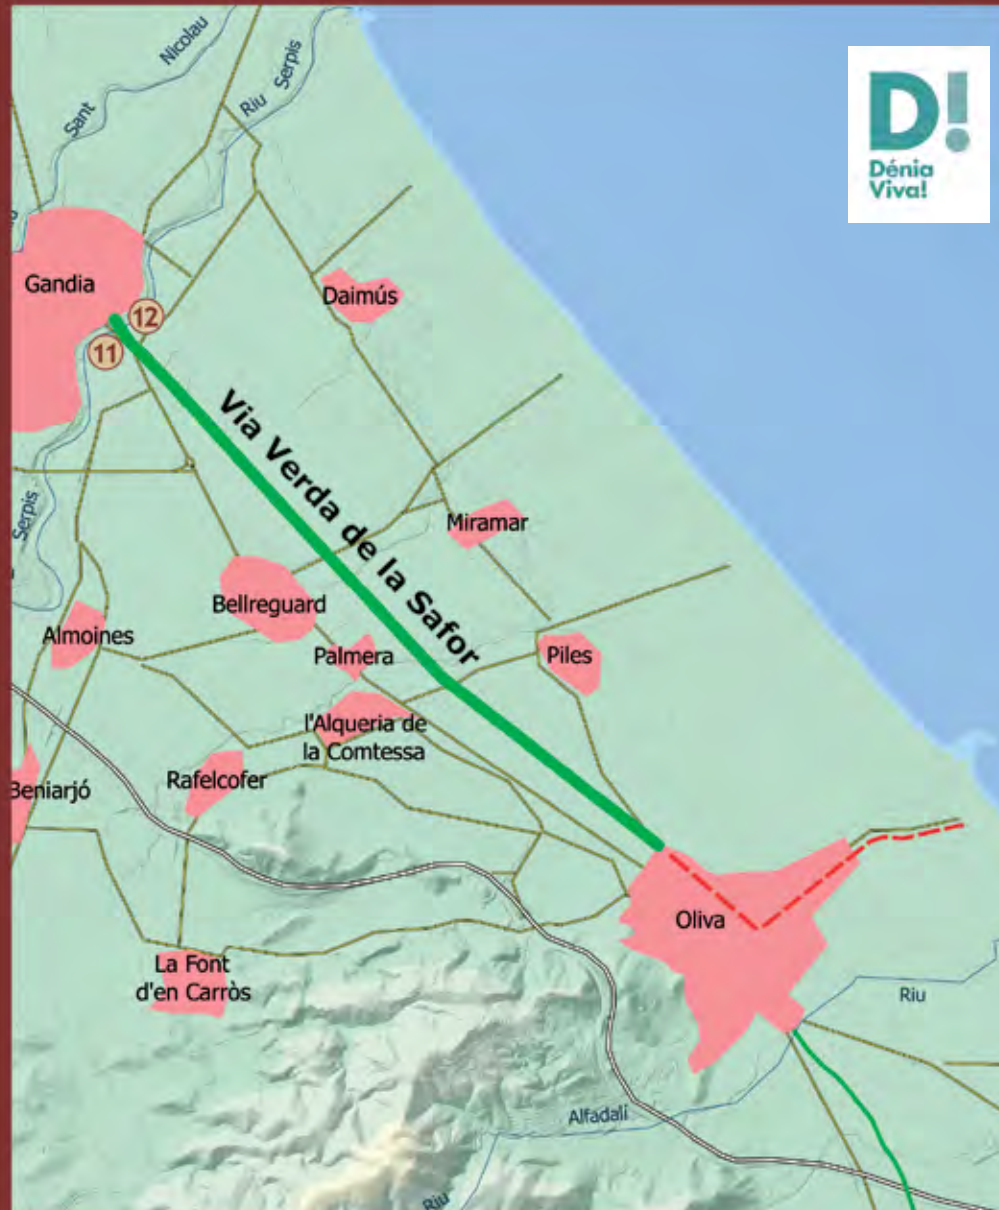 Nicolau
Sant
Riu
Serpis
D!
Dénia
Viva!
Gandia
12
11
Daimús
Via Verda de la Safor
Miramar
Serpis
Bellreguard
Almoines
Palmera
Piles
l'Alqueria de
la Comtessa
Rafelcofer
Beniarjó
Oliva
La Font
d'en Carròs
Riu
Alfadalí
Riu